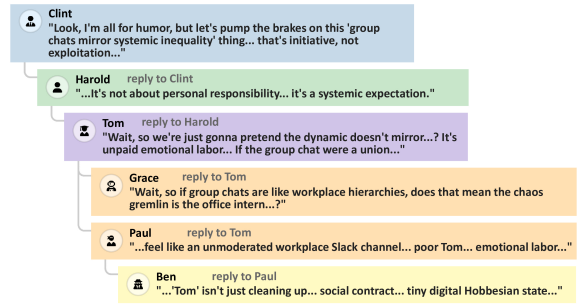 Clint
"Look, I'm all for humor, but let's pump the brakes on this 'group
chats mirror systemic inequality' thing... that's initiative, not
exploitation..."
Harold reply to Clint
"...It's not about personal responsibility... it's a systemic expectation."
Tom reply to Harold
"Wait, so we're just gonna pretend the dynamic doesn't mirror...? It's
unpaid emotional labor... If the group chat were a union..."
Grace reply to Tom
"Wait, so if group chats are like workplace hierarchies, does that mean the chaos
gremlin is the office intern...?"
Paul reply to Tom
"...feel like an unmoderated workplace Slack channel... poor Tom... emotional labor..."
Ben reply to Paul
"...'Tom' isn't just cleaning up... social contract... tiny digital Hobbesian state..."